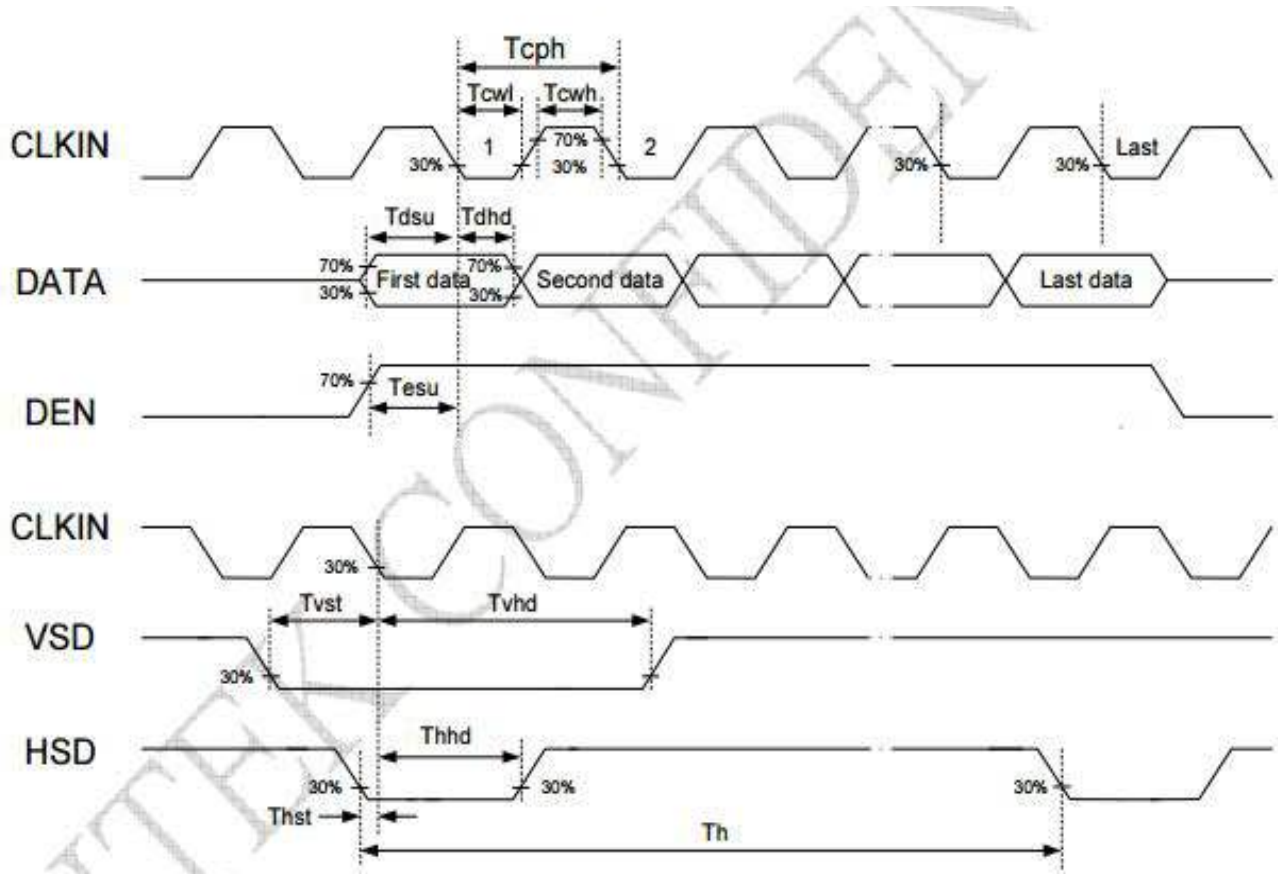 Tcph
Tcwl Tcwh
CLKIN 30% 1 70% 30% 2 30% 30% Last
Tdsu Tdhd
DATA 70% 30% First data 70% 30% Second data Last data
DEN 70% Tesu
CLKIN 30%
Tvst Tvhd
VSD 30%
HSD Thhd
30% 30% 30%
Thst
Th
TEK CONFIDEN